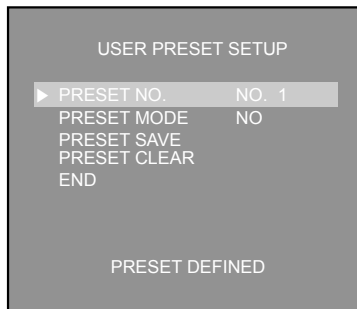 USER PRESET SETUP
PRESET NO. NO. 1
PRESET MODE NO
PRESET SAVE
PRESET CLEAR
END
PRESET DEFINED